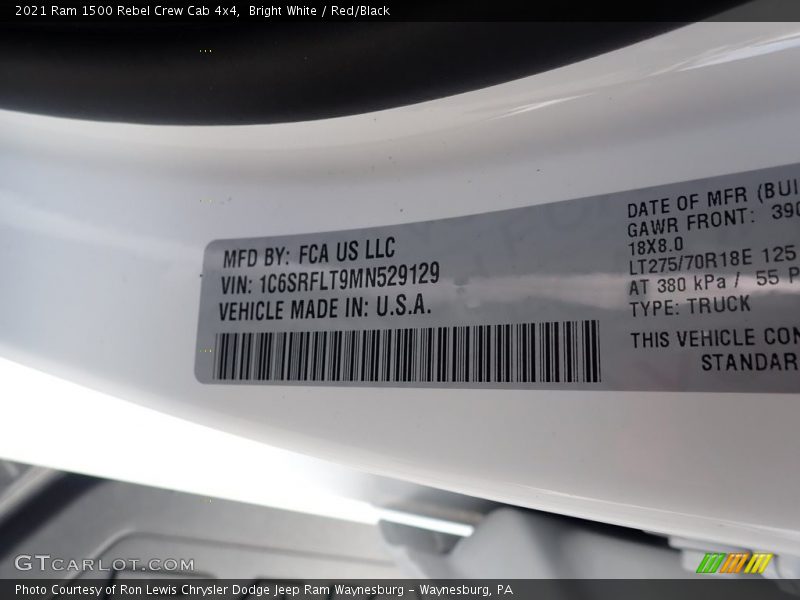 2021 Ram 1500 Rebel Crew Cab 4x4, Bright White / Red/Black
MFD BY: FCA US LLC
VIN: 1C6SRFLT9MN529129
VEHICLE MADE IN: U.S.A.
DATE OF MFR (BUI
GAWR FRONT: 390
18X8.0
LT275/70R18E 125
AT 380 kPa / 55 P
TYPE: TRUCK
THIS VEHICLE CON
STANDAR
GTCARLOT.COM
Photo Courtesy of Ron Lewis Chrysler Dodge Jeep Ram Waynesburg - Waynesburg, PA